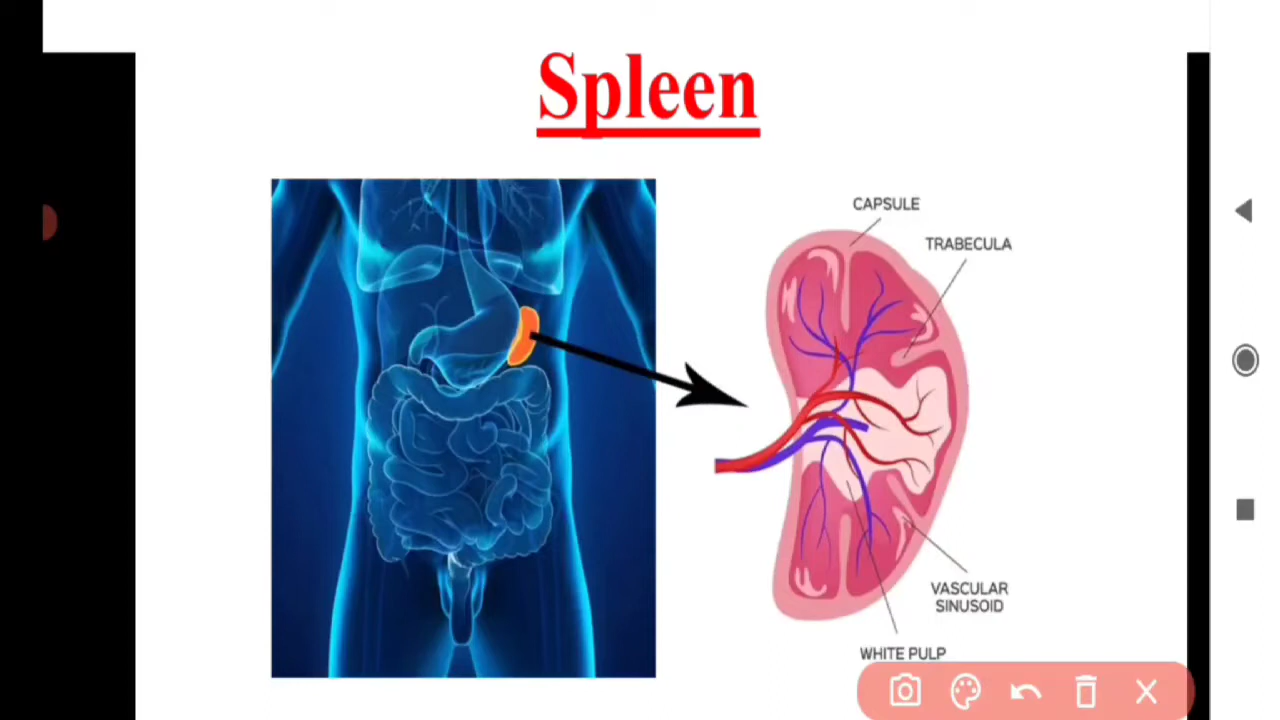 Spleen
CAPSULE
TRABECULA
VASCULAR
SINUSOID
WHITE PULP